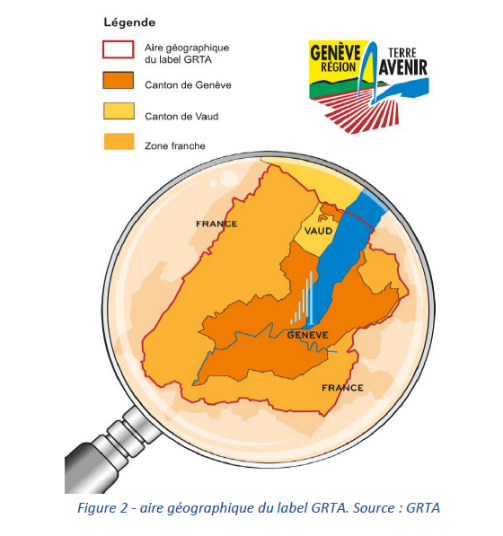 Légende
Aire géographique
du label GRTA
Canton de Genève
Canton de Vaud
Zone franche
GENÈVE
RÉGION
TERRE
AVENIR
FRANCE
VAUD
GENEVE
FRANCE
Figure 2 - aire géographique du label GRTA. Source : GRTA